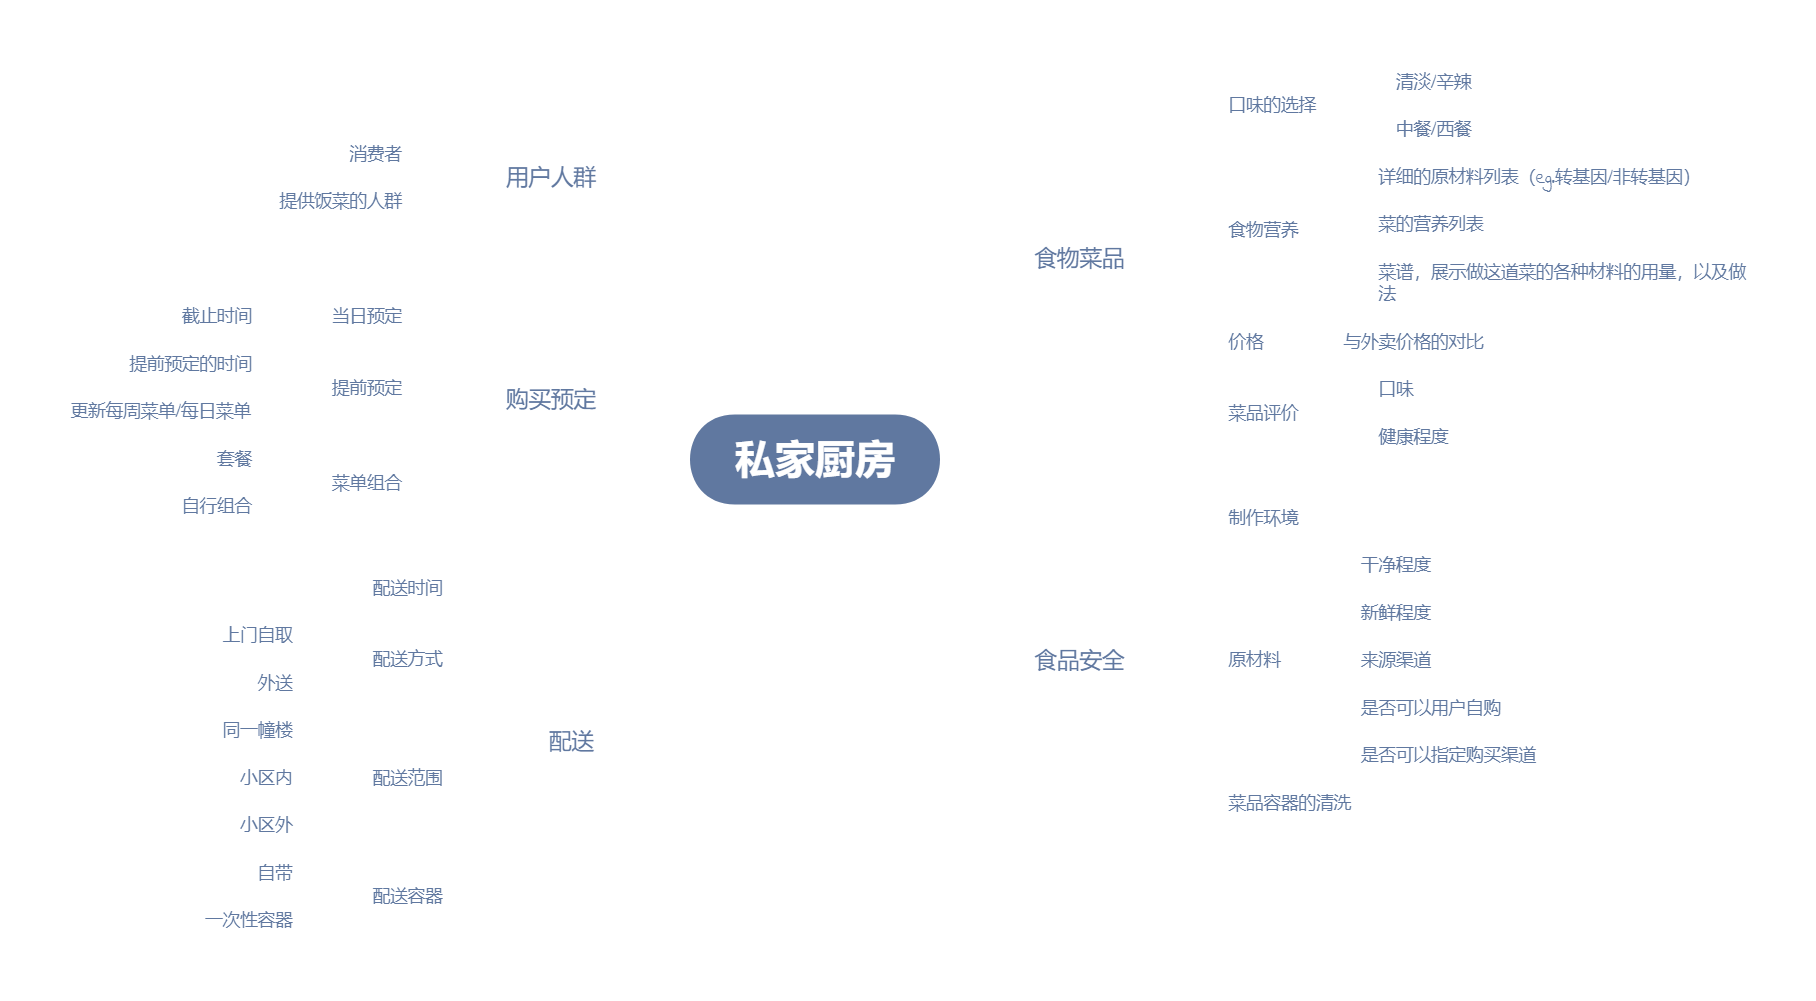 私家厨房
食物菜品
口味的选择
清淡/辛辣
中餐/西餐
食物营养
详细的原材料列表（eg.转基因/非转基因）
菜的营养列表
菜谱，展示做这道菜的各种材料的用量，以及做
法
价格
与外卖价格的对比
菜品评价
口味
健康程度
食品安全
制作环境
原材料
干净程度
新鲜程度
来源渠道
是否可以用户自购
是否可以指定购买渠道
菜品容器的清洗
用户人群
消费者
提供饭菜的人群
购买预定
当日预定
截止时间
提前预定
提前预定的时间
更新每周菜单/每日菜单
菜单组合
套餐
自行组合
配送
配送时间
配送方式
上门自取
外送
配送范围
同一幢楼
小区内
小区外
配送容器
自带
一次性容器